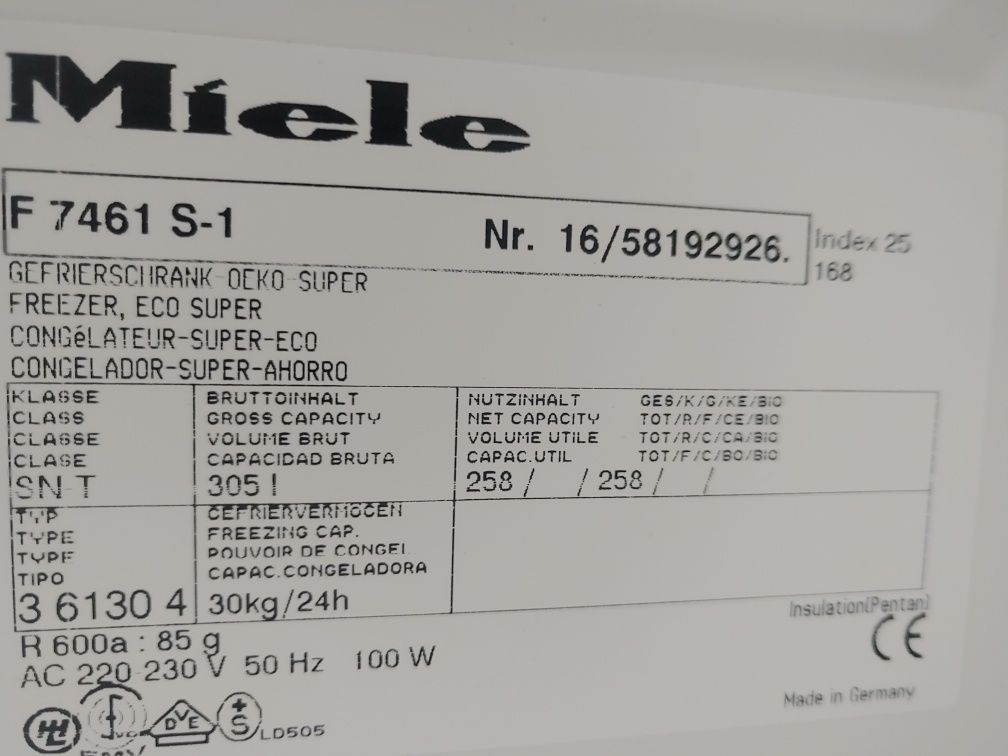 Miele
F 7461 S-1 Nr. 16/58192926. Index 25
168
GEFRIERSCHRANK-OEKO-SUPER
FREEZER, ECO SUPER
CONGéLATEUR-SUPER-ECO
CONGELADOR-SUPER-AHORRO
KLASSE BRUTTOINHALT NUTZINHALT GES/K/G/KE/BIO
CLASS GROSS CAPACITY NET CAPACITY TOT/R/F/CE/BIO
CLASSE VOLUME BRUT VOLUME UTILE TOT/R/C/CA/BIO
CLASE CAPACIDAD BRUTA CAPAC.UTIL TOT/F/C/BO/BIO
SN-T 305 l 258 / / 258 / /
TYP GEFRIERVERMOGEN
TYPE FREEZING CAP.
TYPE POUVOIR DE CONGEL.
TIPO CAPAC.CONGELADORA
3 6130 4 30kg/24h
Insulation(Pentan)
R 600a : 85 g
CE
AC 220-230 V 50 Hz 100 W
Made in Germany
DVE
S
LD505